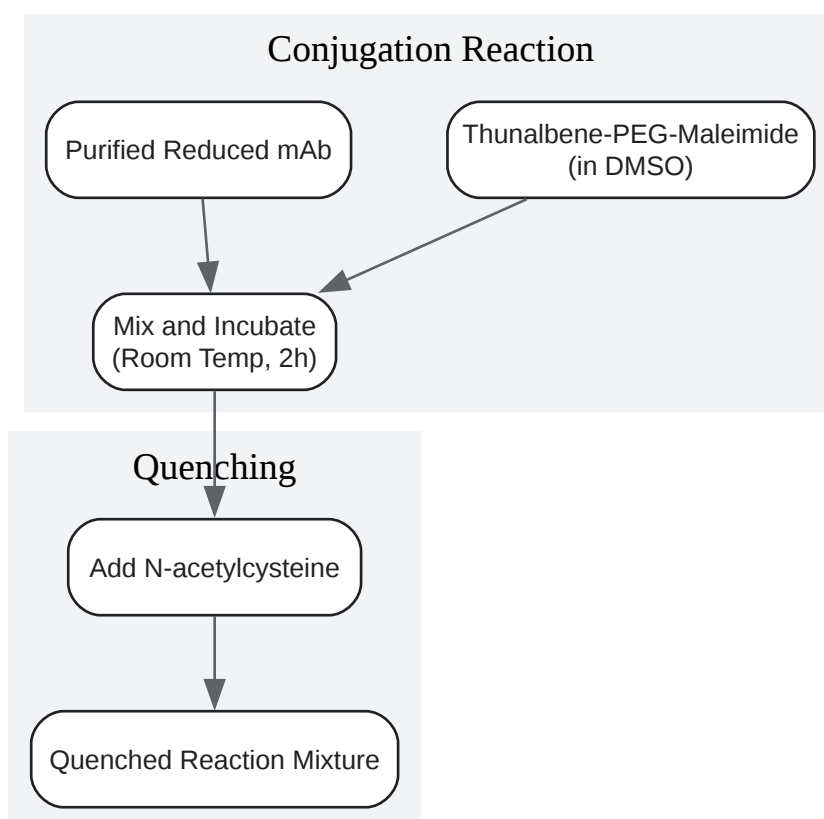 Conjugation Reaction
Purified Reduced mAb
Thunalbene-PEG-Maleimide
(in DMSO)
Mix and Incubate
(Room Temp, 2h)
Quenching
Add N-acetylcysteine
Quenched Reaction Mixture